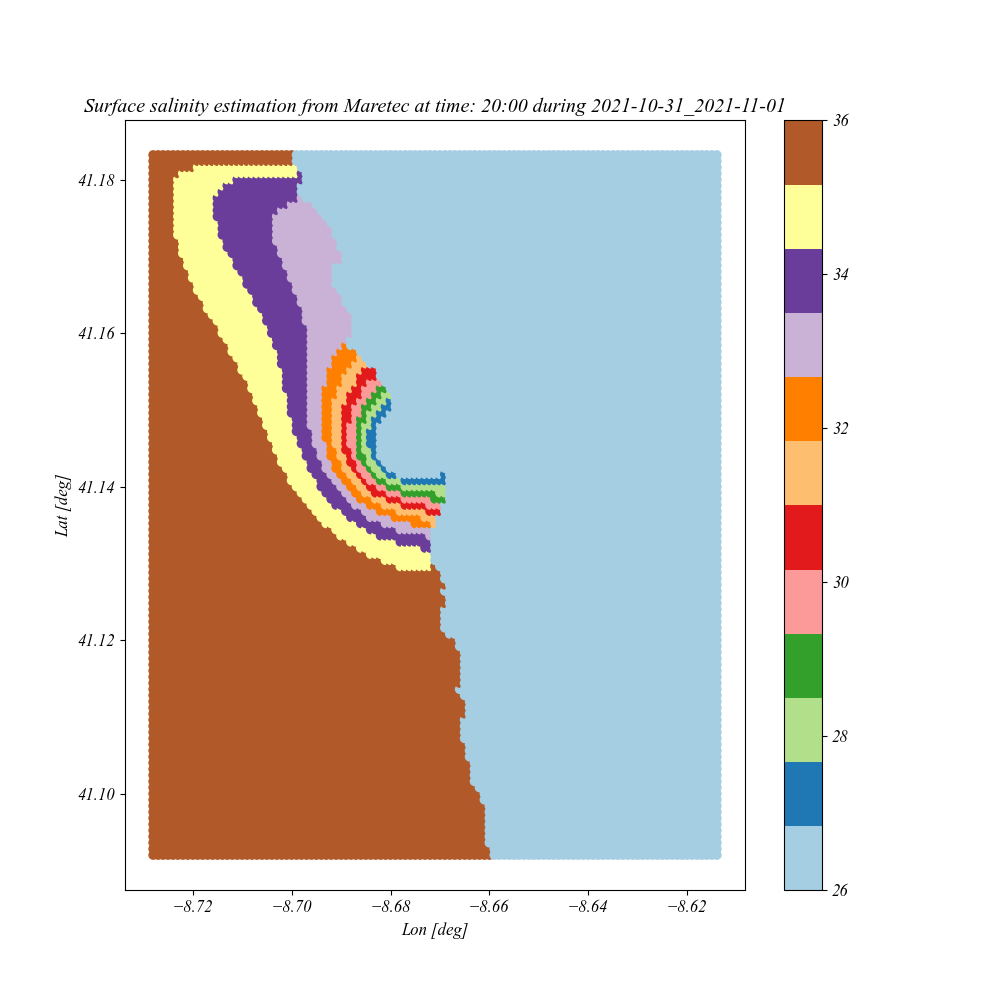 Surface salinity estimation from Maretec at time: 20:00 during 2021-10-31_2021-11-01
36
41.18
34
41.16
32
Lat [deg]
41.14
30
41.12
28
41.10
26
−8.72 −8.70 −8.68 −8.66 −8.64 −8.62
Lon [deg]